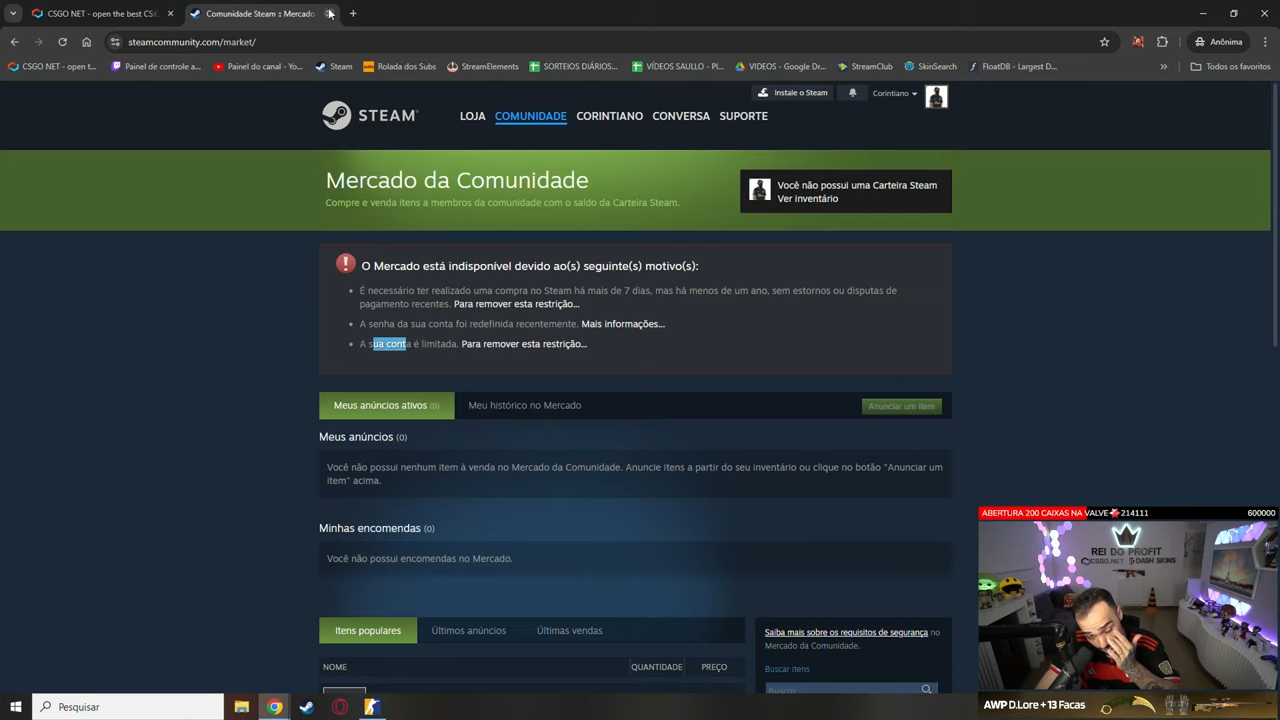 CSGO NET - open the best CS
Comunidade Steam :: Mercado
steamcommunity.com/market/
Anônima
CSGO NET - open t...
Painel de controle a...
Painel do canal - Yo...
Steam
Rolada dos Subs
StreamElements
SORTEIOS DIÁRIOS...
VÍDEOS SAULLO - Pl...
VIDEOS - Google Dr...
StreamClub
SkinSearch
FloatDB - Largest D...
Todos os favoritos
Instale o Steam
Corintiano
STEAM
LOJA
COMUNIDADE
CORINTIANO
CONVERSA
SUPORTE
Mercado da Comunidade
Compre e venda itens a membros da comunidade com o saldo da Carteira Steam.
Você não possui uma Carteira Steam
Ver inventário
O Mercado está indisponível devido ao(s) seguinte(s) motivo(s):
É necessário ter realizado uma compra no Steam há mais de 7 dias, mas há menos de um ano, sem estornos ou disputas de
pagamento recentes. Para remover esta restrição...
A senha da sua conta foi redefinida recentemente. Mais informações...
A sua conta é limitada. Para remover esta restrição...
Meus anúncios ativos (0)
Meu histórico no Mercado
Anunciar um item
Meus anúncios (0)
Você não possui nenhum item à venda no Mercado da Comunidade. Anuncie itens a partir do seu inventário ou clique no botão "Anunciar um
item" acima.
Minhas encomendas (0)
Você não possui encomendas no Mercado.
ABERTURA 200 CAIXAS NA VALVE 214111
600000
REI DO PROFIT
CSGO.NET DASH SKINS
Itens populares
Últimos anúncios
Últimas vendas
NOME
QUANTIDADE
PREÇO
Saiba mais sobre os requisitos de segurança no
Mercado da Comunidade.
Buscar itens
Buscar
Pesquisar
AWP D.Lore + 13 Facas